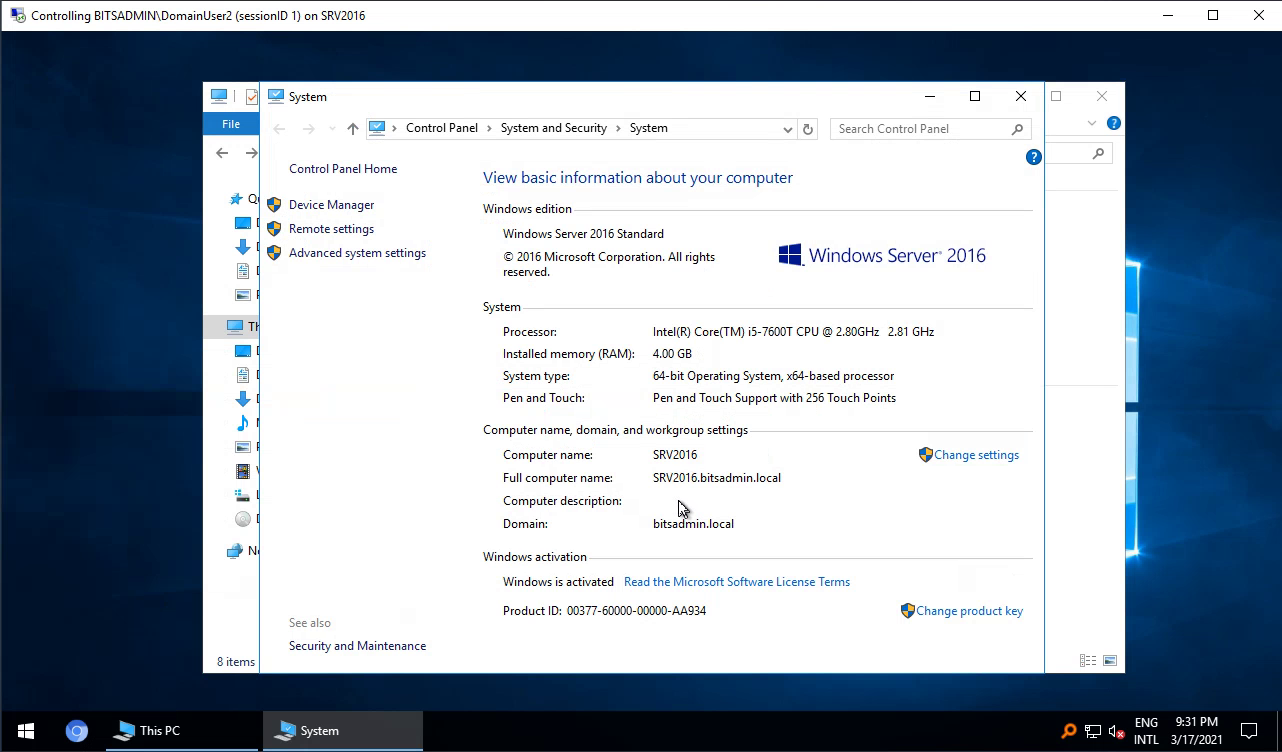 Controlling BITSADMIN\DomainUser2 (sessionID 1) on SRV2016
System
File
Control Panel > System and Security > System
Search Control Panel
Control Panel Home
Device Manager
Remote settings
Advanced system settings
View basic information about your computer
Windows edition
Windows Server 2016 Standard
© 2016 Microsoft Corporation. All rights
reserved.
Windows Server® 2016
System
Processor: Intel(R) Core(TM) i5-7600T CPU @ 2.80GHz 2.81 GHz
Installed memory (RAM): 4.00 GB
System type: 64-bit Operating System, x64-based processor
Pen and Touch: Pen and Touch Support with 256 Touch Points
Computer name, domain, and workgroup settings
Computer name: SRV2016
Change settings
Full computer name: SRV2016.bitsadmin.local
Computer description:
Domain: bitsadmin.local
Windows activation
Windows is activated Read the Microsoft Software License Terms
Product ID: 00377-60000-00000-AA934
Change product key
See also
Security and Maintenance
8 items
This PC
System
ENG
INTL
9:31 PM
3/17/2021